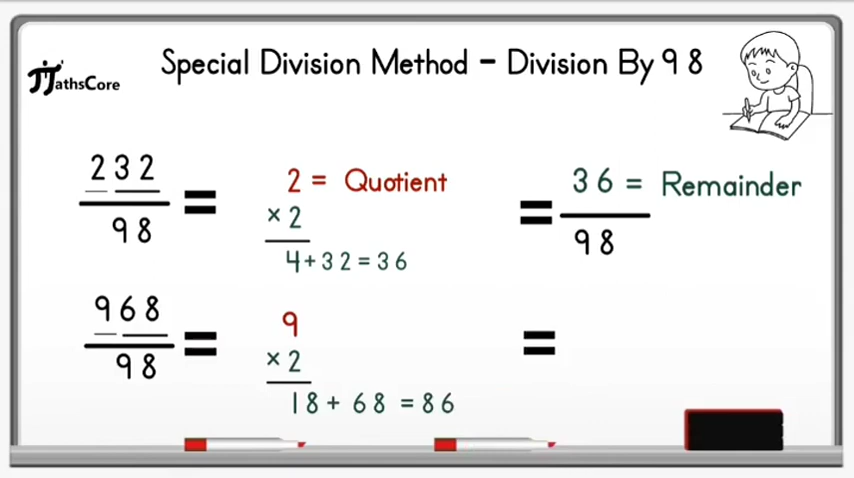 MathsCore
Special Division Method – Division By 98
232
98
=
2 = Quotient
× 2
4 + 32 = 36
=
36 = Remainder
98
968
98
=
9
× 2
18 + 68 = 86
=